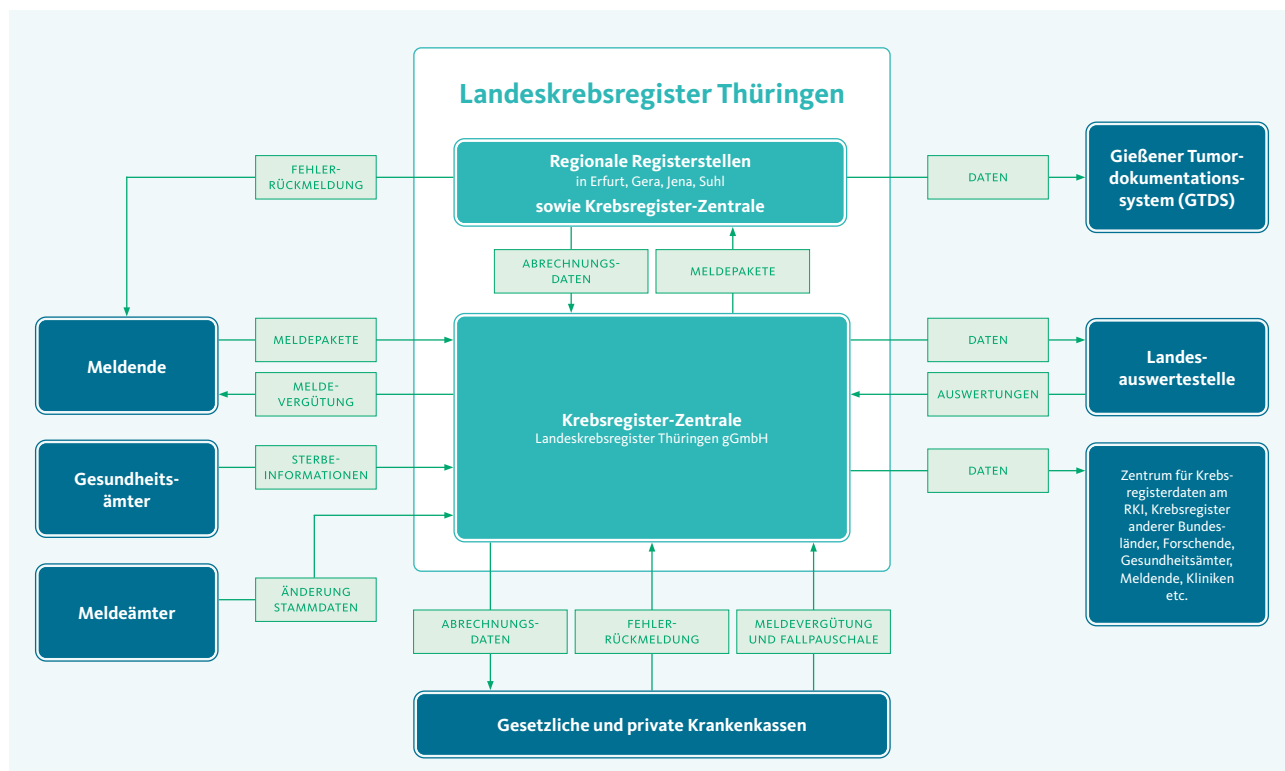 Landeskrebsregister Thüringen
Regionale Registerstellen
in Erfurt, Gera, Jena, Suhl
sowie Krebsregister-Zentrale
FEHLER-
RÜCKMELDUNG
DATEN
Gießener Tumor-
dokumentations-
system (GTDS)
ABRECHNUNGS-
DATEN
MELDEPAKETE
Meldende
MELDEPAKETE
MELDE-
VERGÜTUNG
Krebsregister-Zentrale
Landeskrebsregister Thüringen gGmbH
DATEN
AUSWERTUNGEN
Landes-
auswertestelle
Gesundheits-
ämter
STERBE-
INFORMATIONEN
DATEN
Zentrum für Krebs-
registerdaten am
RKI, Krebsregister
anderer Bundes-
länder, Forschende,
Gesundheitsämter,
Meldende, Kliniken
etc.
Meldeämter
ÄNDERUNG
STAMMDATEN
ABRECHNUNGS-
DATEN
FEHLER-
RÜCKMELDUNG
MELDEVERGÜTUNG
UND FALLPAUSCHALE
Gesetzliche und private Krankenkassen